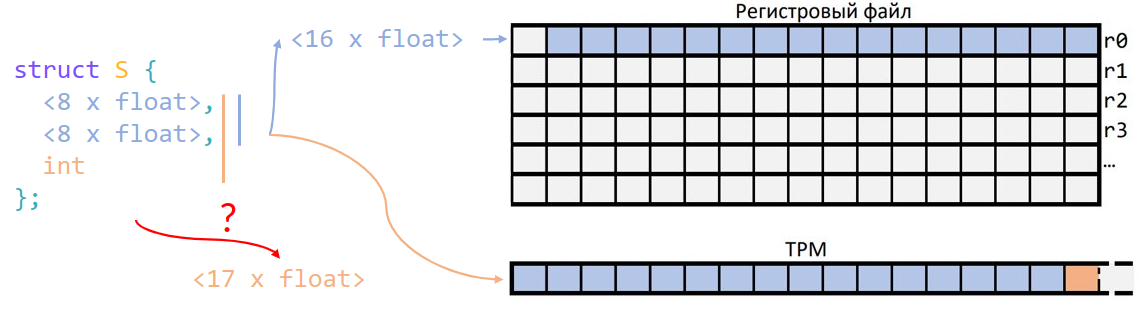 Регистровый файл
<16 x float>
r0
struct S {
r1
<8 x float>,
r2
<8 x float>,
r3
int
...
};
?
TPM
<17 x float>